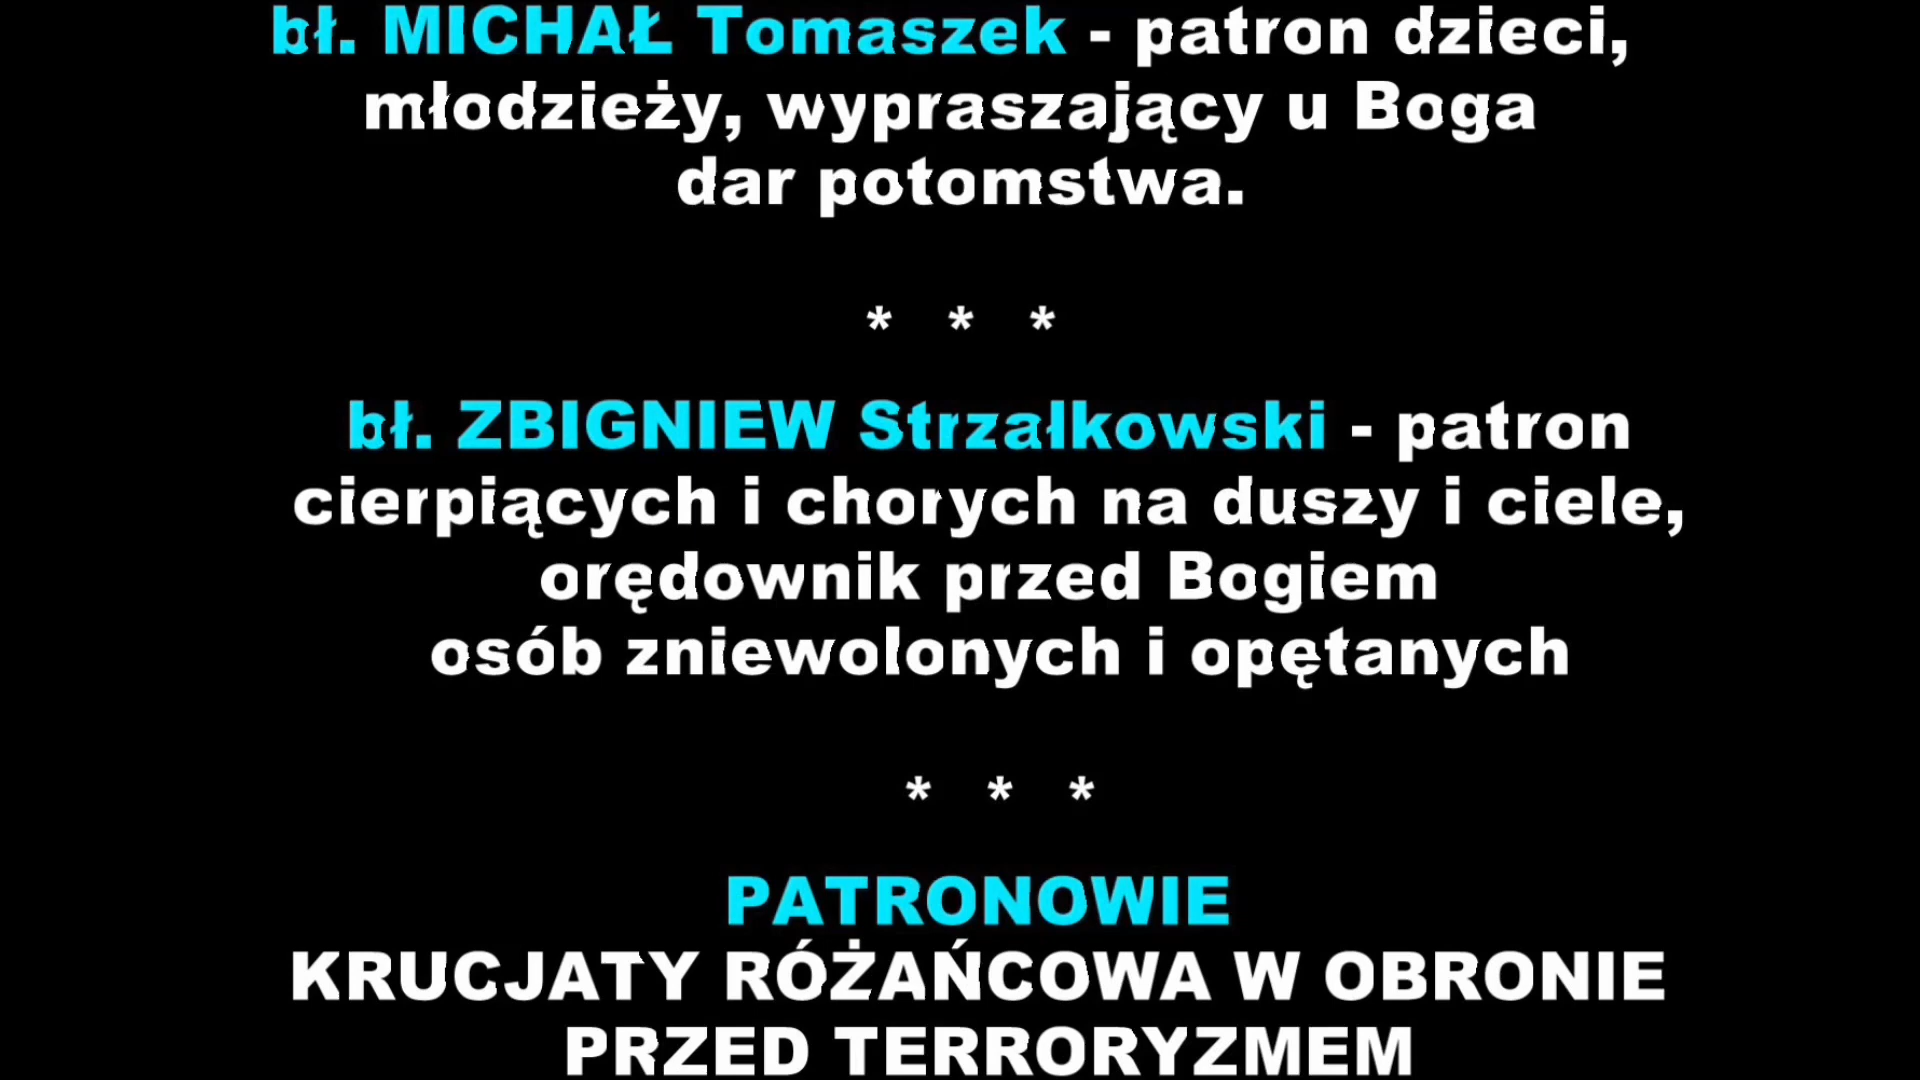 bł. MICHAŁ Tomaszek - patron dzieci,
młodzieży, wypraszający u Boga
dar potomstwa.
* * *
bł. ZBIGNIEW Strzałkowski - patron
cierpiących i chorych na duszy i ciele,
orędownik przed Bogiem
osób zniewolonych i opętanych
* * *
PATRONOWIE
KRUCJATY RÓŻAŃCOWA W OBRONIE
PRZED TERRORYZMEM